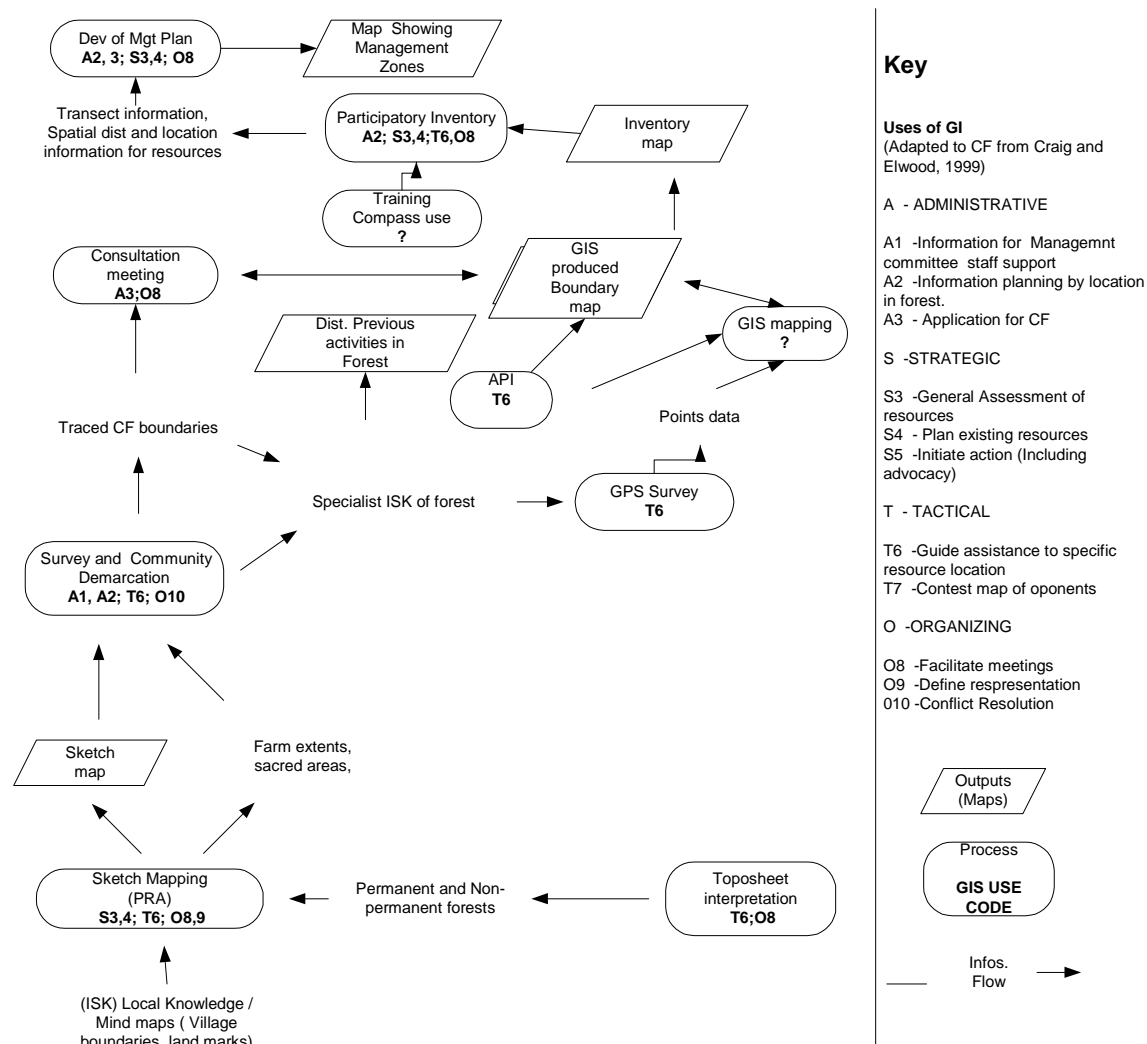 Dev of Mgt Plan
A2, 3; S3,4; O8
Map Showing
Management
Zones
Transect information,
Spatial dist and location
information for resources
Participatory Inventory
A2; S3,4;T6,O8
Inventory
map
Training
Compass use
?
Consultation
meeting
A3;O8
GIS
produced
Boundary
map
Dist. Previous
activities in
Forest
GIS mapping
?
API
T6
Traced CF boundaries
Points data
Specialist ISK of forest
GPS Survey
T6
Survey and Community
Demarcation
A1, A2; T6; O10
Sketch
map
Farm extents,
sacred areas,
Sketch Mapping
(PRA)
S3,4; T6; O8,9
Permanent and Non-
permanent forests
Toposheet
interpretation
T6;O8
(ISK) Local Knowledge /
Mind maps ( Village
boundaries, land marks)
Key
Uses of GI
(Adapted to CF from Craig and
Elwood, 1999)
A - ADMINISTRATIVE
A1 -Information for Managemnt
committee staff support
A2 -Information planning by location
in forest.
A3 - Application for CF
S -STRATEGIC
S3 -General Assessment of
resources
S4 - Plan existing resources
S5 - Initiate action (Including
advocacy)
T - TACTICAL
T6 -Guide assistance to specific
resource location
T7 -Contest map of oponents
O -ORGANIZING
O8 -Facilitate meetings
O9 -Define respresentation
010 -Conflict Resolution
Outputs
(Maps)
Process
GIS USE
CODE
Infos.
Flow